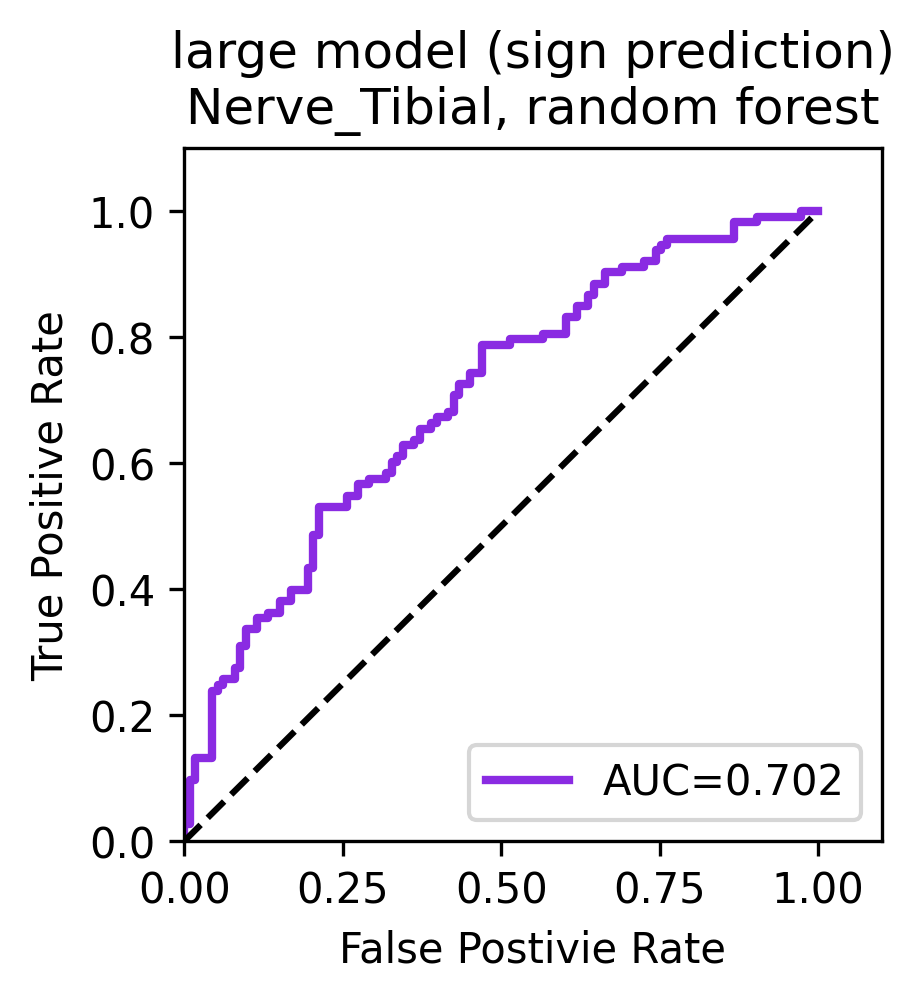 large model (sign prediction)
Nerve_Tibial, random forest
True Positive Rate
1.0
0.8
0.6
0.4
0.2
0.0
AUC=0.702
0.00 0.25 0.50 0.75 1.00
False Postivie Rate